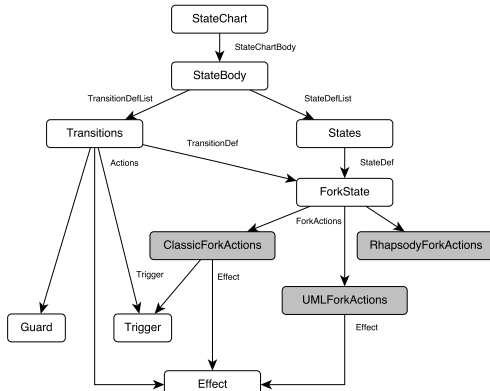 StateChart
StateChartBody
StateBody
TransitionDefList
StateDefList
Transitions
States
TransitionDef
Actions
StateDef
ForkState
ForkActions
ClassicForkActions
RhapsodyForkActions
Trigger
Effect
UMLForkActions
Guard
Trigger
Effect
Effect